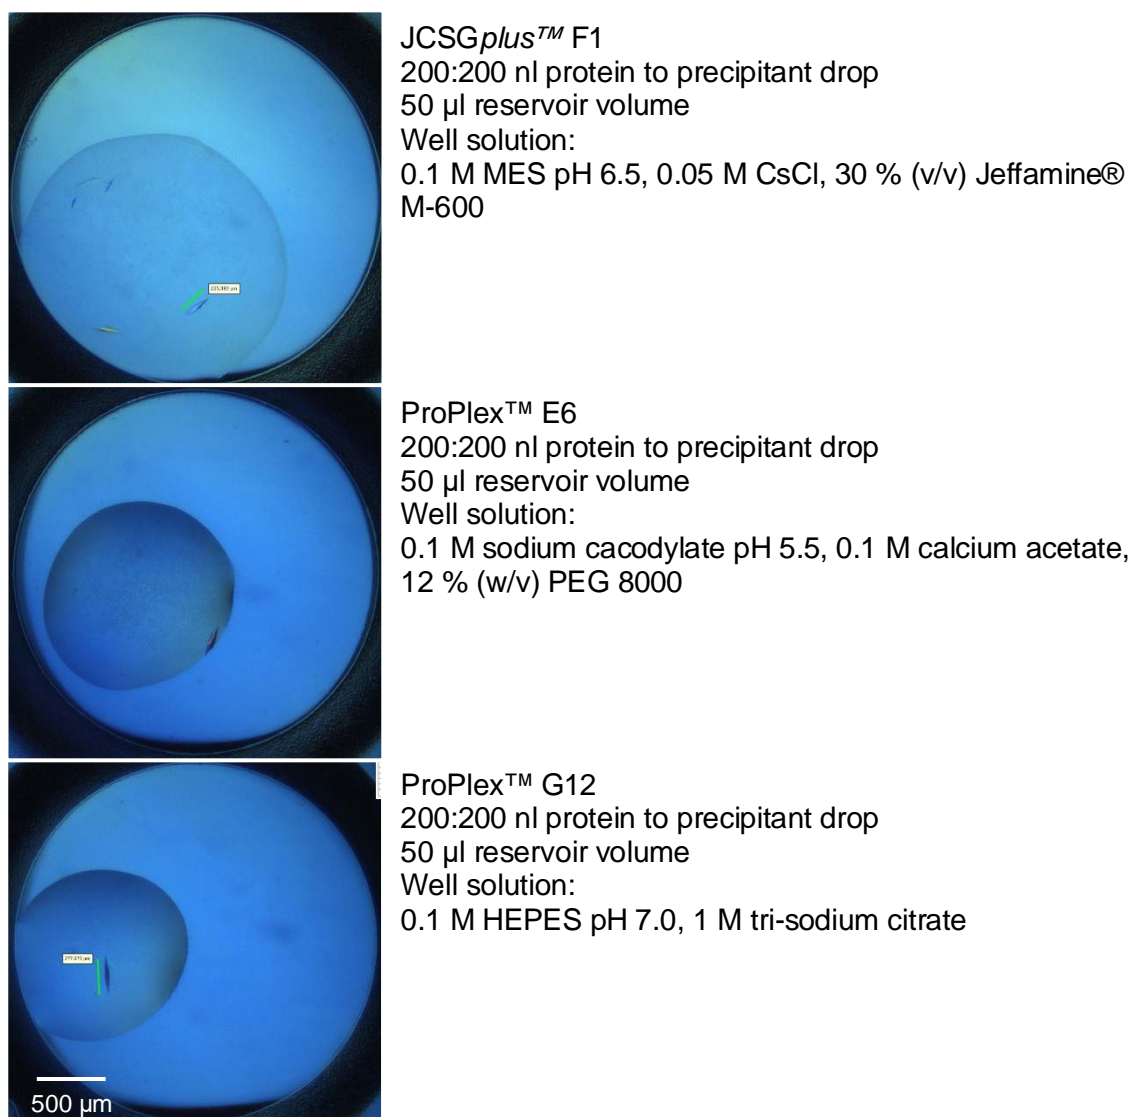 JCSGplus™ F1
200:200 nl protein to precipitant drop
50 µl reservoir volume
Well solution:
0.1 M MES pH 6.5, 0.05 M CsCl, 30 % (v/v) Jeffamine®
M-600
ProPlex™ E6
200:200 nl protein to precipitant drop
50 µl reservoir volume
Well solution:
0.1 M sodium cacodylate pH 5.5, 0.1 M calcium acetate,
12 % (w/v) PEG 8000
ProPlex™ G12
200:200 nl protein to precipitant drop
50 µl reservoir volume
Well solution:
0.1 M HEPES pH 7.0, 1 M tri-sodium citrate
500 µm